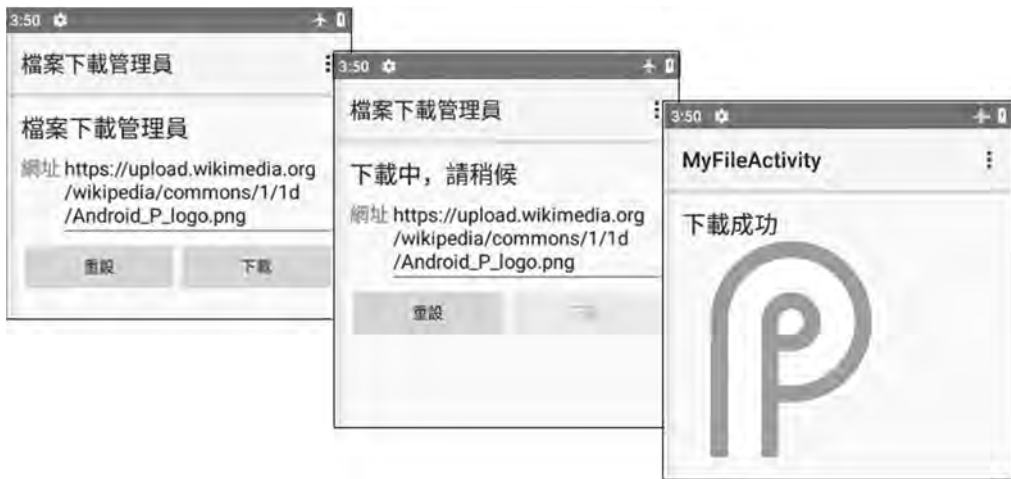 3:50
檔案下載管理員
檔案下載管理員
網址 https://upload.wikimedia.org
/wikipedia/commons/1/1d
/Android_P_logo.png
重設 下載
3:50
檔案下載管理員
下載中，請稍候
網址 https://upload.wikimedia.org
/wikipedia/commons/1/1d
/Android_P_logo.png
重設
3:50
MyFileActivity
下載成功